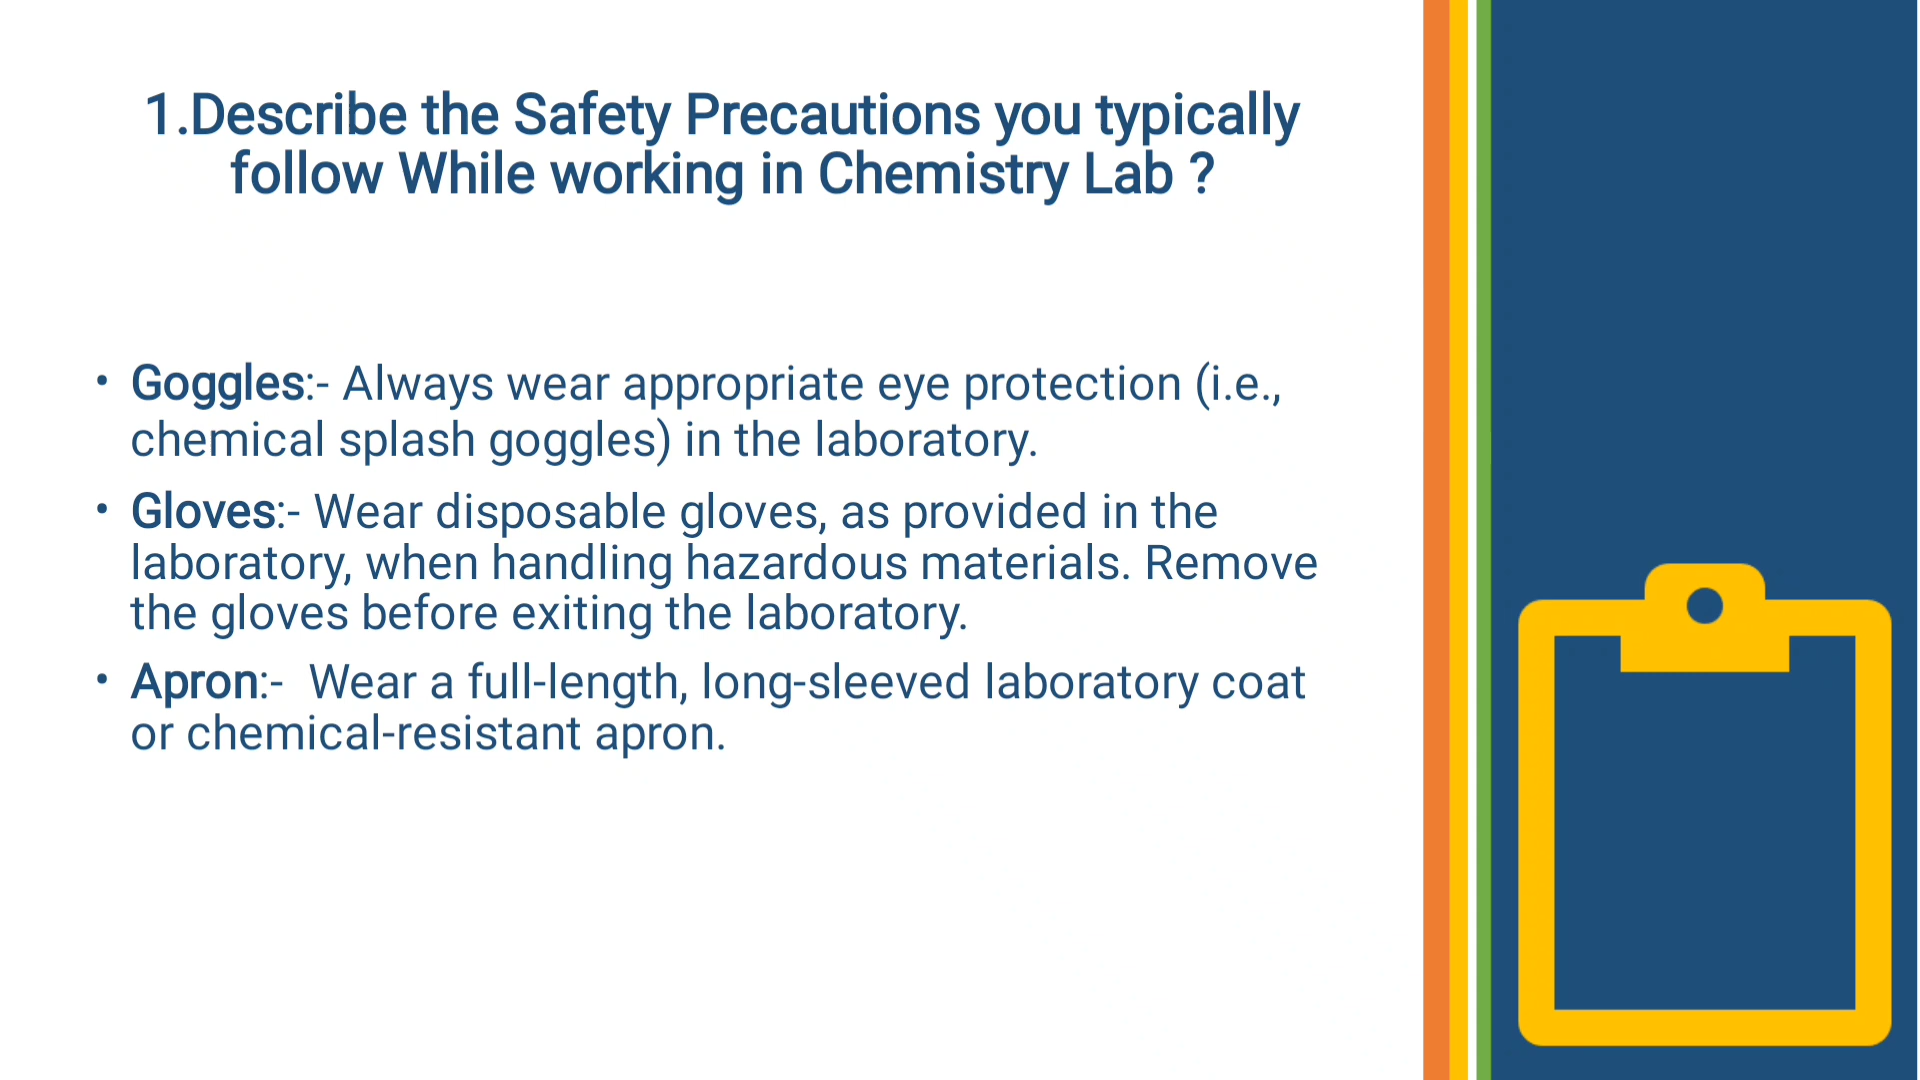 1.Describe the Safety Precautions you typically
follow While working in Chemistry Lab ?
• Goggles:- Always wear appropriate eye protection (i.e.,
chemical splash goggles) in the laboratory.
• Gloves:- Wear disposable gloves, as provided in the
laboratory, when handling hazardous materials. Remove
the gloves before exiting the laboratory.
• Apron:-  Wear a full-length, long-sleeved laboratory coat
or chemical-resistant apron.